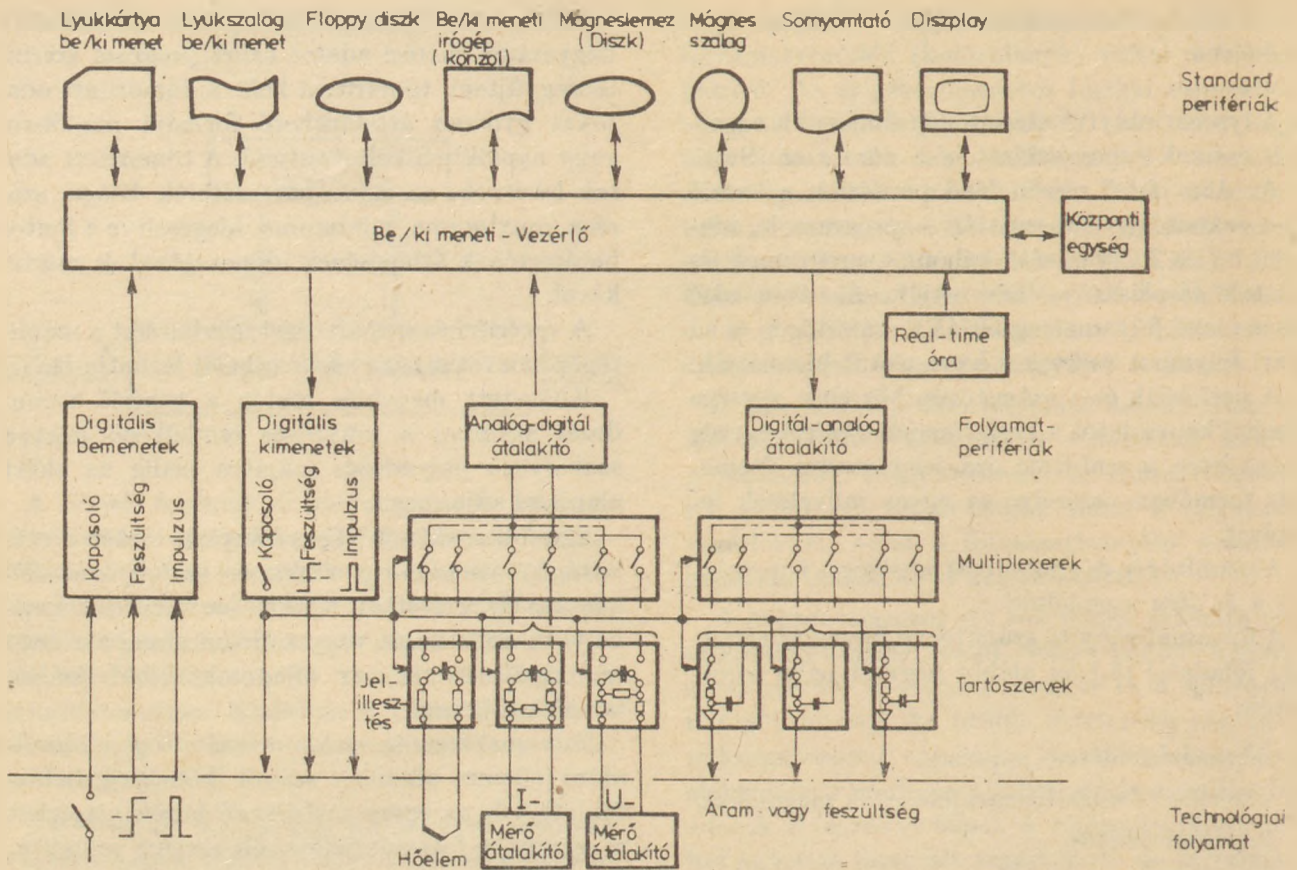 Lyukkártya
be/ki menet
Lyukszalag
be/ki menet
Floppy diszk
Be/ki meneti
írógép
konzol)
Mágneslemez
(Diszk)
Mágnes
szalag
Sornyomtató
Diszplay
Standard
perifériák
Be/ki meneti - Vezérlő
Központi
egység
Real-time
óra
Digitális
bemenetek
Kapcsoló
Feszültség
Impulzus
Digitális
kimenetek
Kapcsoló
Feszültség
Impulzus
Analóg-digitál
átalakító
Digitál-analóg
átalakító
Folyamat-
perifériák
Multiplexerek
Jel-
illesz
tés
Tartószervek
I-
U-
Hőelem
Mérő
átalakító
Mérő
átalakító
Áram vagy feszültség
Technológiai
folyamat